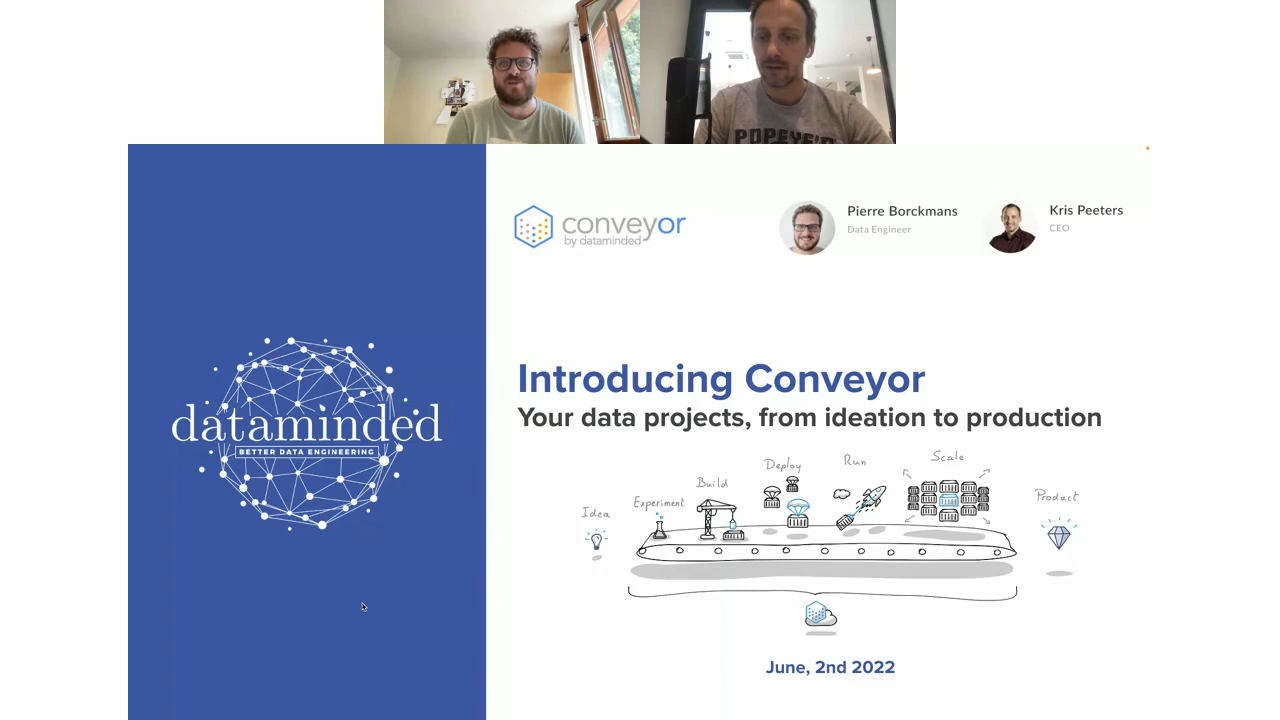 POPEYE'S
conveyor
by dataminded
Pierre Borckmans
Data Engineer
Kris Peeters
CEO
dataminded
BETTER DATA ENGINEERING
Introducing Conveyor
Your data projects, from ideation to production
Idea
Experiment
Build
Deploy
Run
Scale
Product
June, 2nd 2022